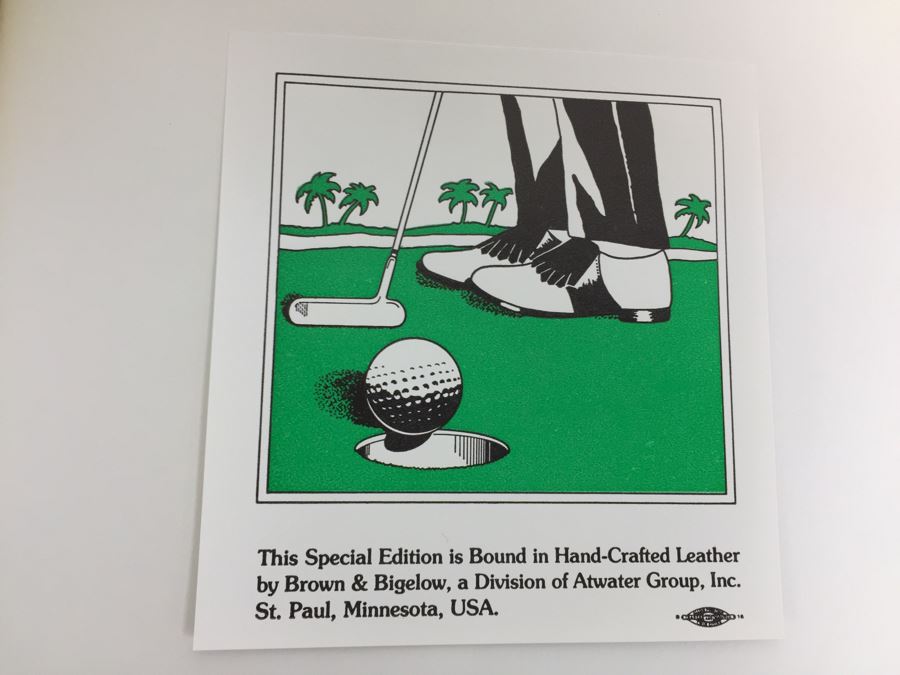 This Special Edition is Bound in Hand-Crafted Leather
by Brown & Bigelow, a Division of Atwater Group, Inc.
St. Paul, Minnesota, USA.